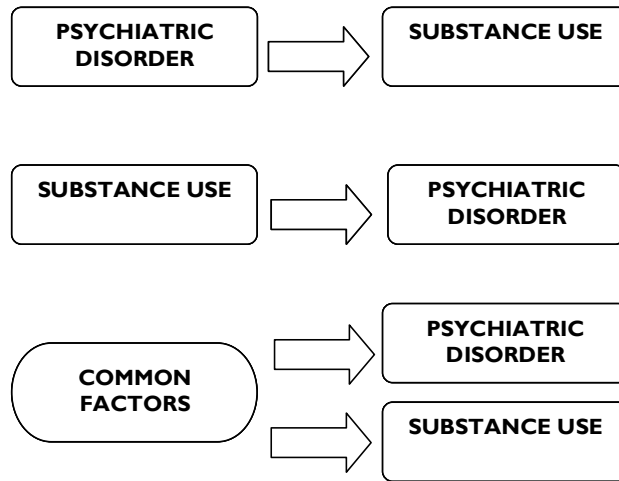 PSYCHIATRIC
DISORDER
SUBSTANCE USE
SUBSTANCE USE
PSYCHIATRIC
DISORDER
COMMON
FACTORS
PSYCHIATRIC
DISORDER
SUBSTANCE USE